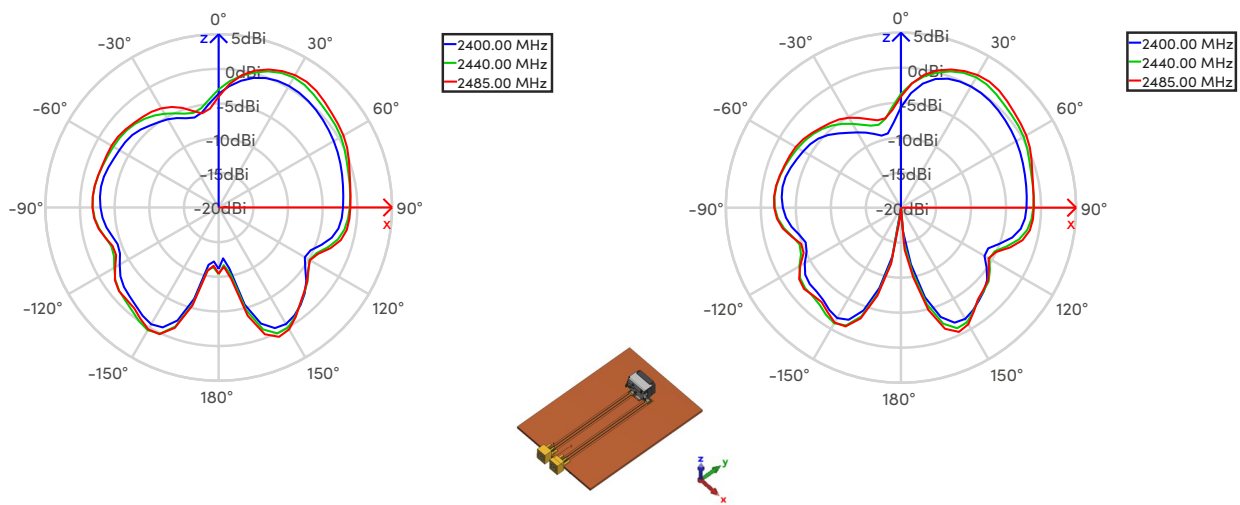 0°
z
5dBi
-30°
30°
0dBi
-60°
60°
-5dBi
-10dBi
-15dBi
-90°
-20dBi
90°
x
-120°
120°
-150°
150°
180°
2400.00 MHz
2440.00 MHz
2485.00 MHz
0°
z
5dBi
-30°
30°
0dBi
-60°
60°
-5dBi
-10dBi
-15dBi
-90°
-20dBi
90°
x
-120°
120°
-150°
150°
180°
2400.00 MHz
2440.00 MHz
2485.00 MHz
z
y
x